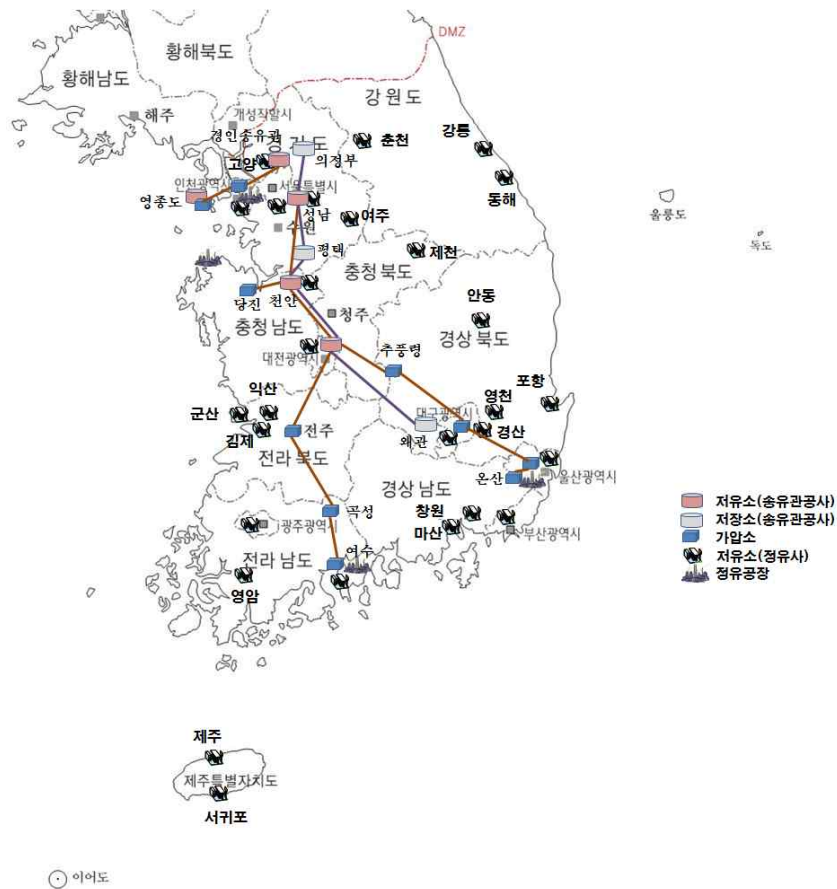 DMZ
황해북도
황해남도
강 원 도
해주
개성직할시
경인송유관
경 기 도
춘천
강릉
고양
의정부
인천광역시
서울특별시
동해
영종도
성남
여주
울릉도
수원
독도
평택
제천
충청 북도
당진
천안
안동
청주
충청 남도
경상 북도
대전광역시
추풍령
포항
익산
영천
군산
대구광역시
전주
경산
김제
왜관
전라 북도
온산
울산광역시
경상 남도
곡성
창원
광주광역시
마산
부산광역시
여수
전라 남도
영암
저유소(송유관공사)
저장소(송유관공사)
가압소
저유소(정유사)
정유공장
제주
제주특별자치도
서귀포
이어도